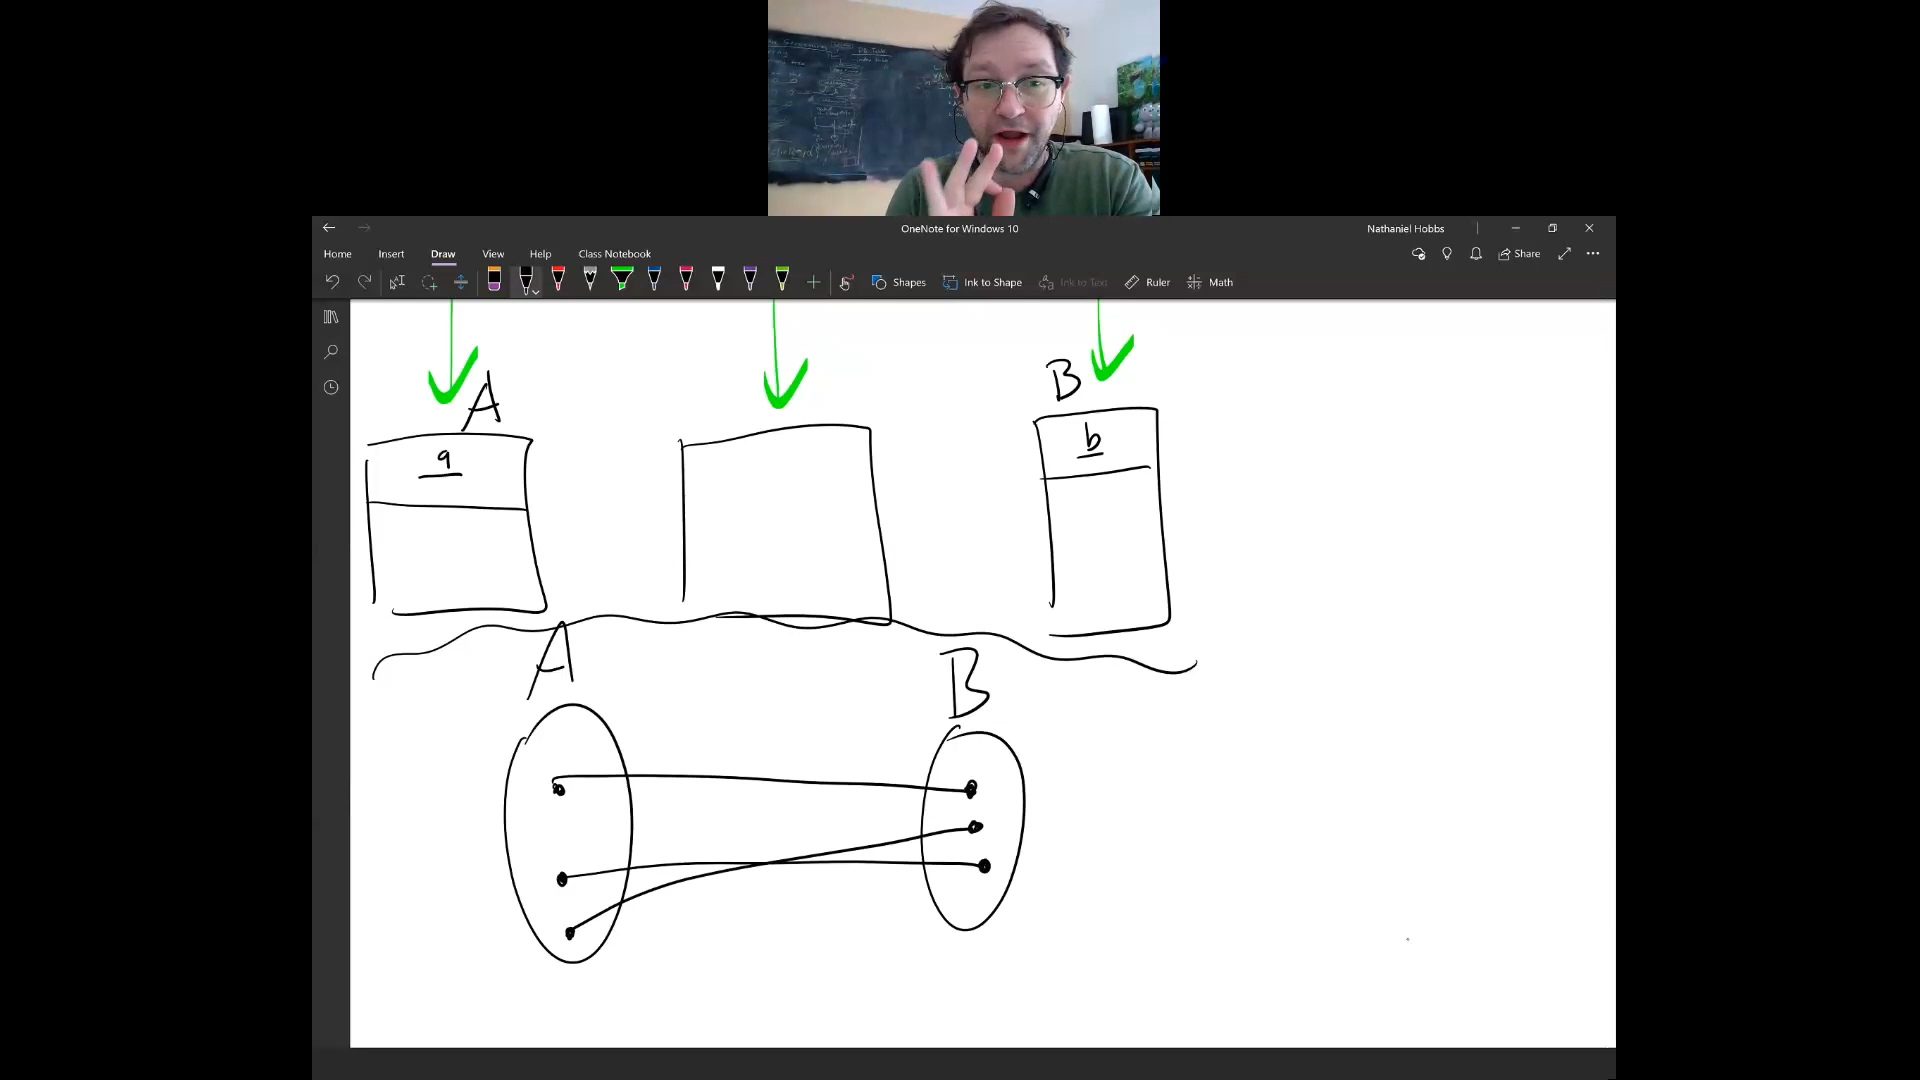 OneNote for Windows 10
Nathaniel Hobbs
Home Insert Draw View Help Class Notebook
Share
Shapes Ink to Shape Ink to Text Ruler Math
A
B
a
b
A
B